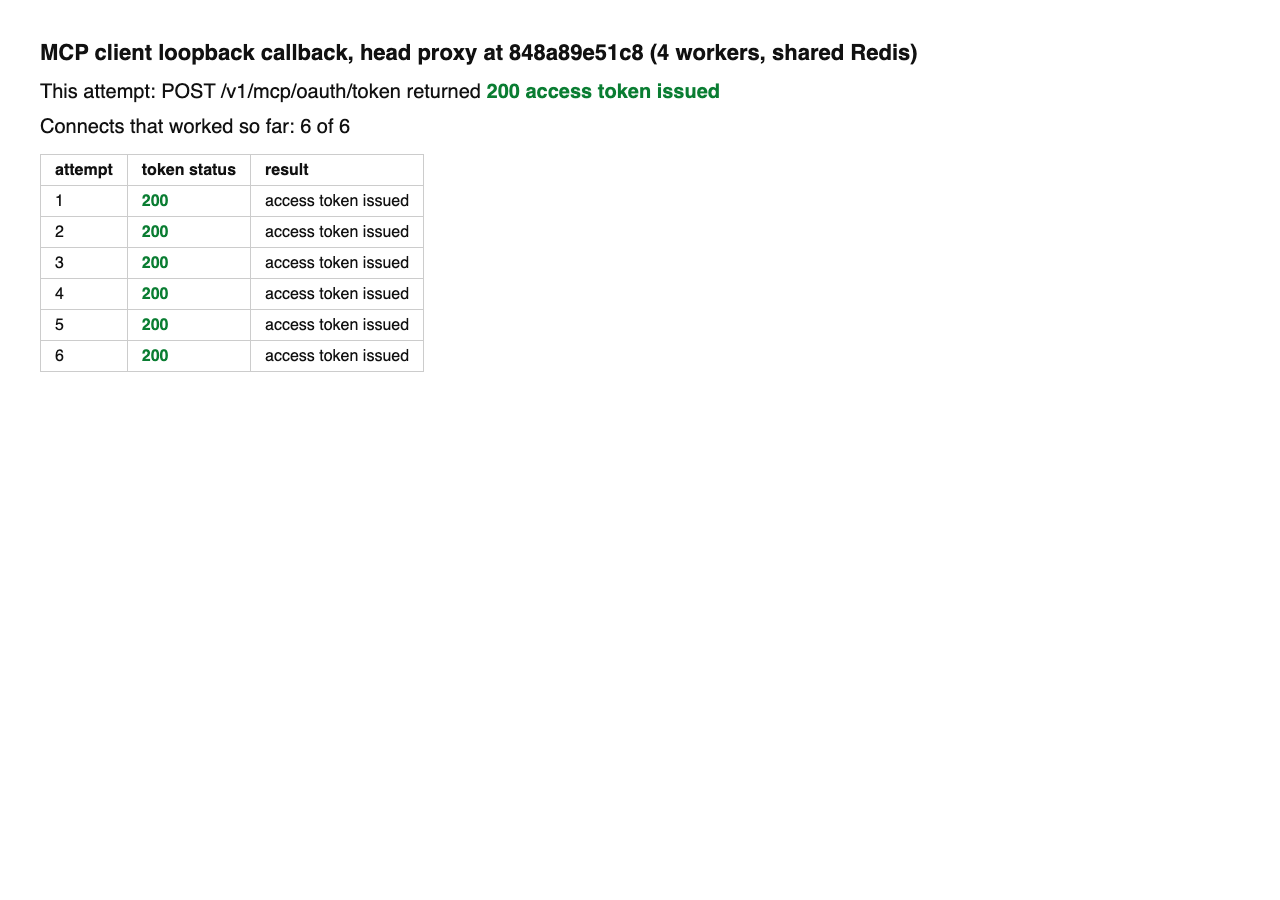 MCP client loopback callback, head proxy at 848a89e51c8 (4 workers, shared Redis)
This attempt: POST /v1/mcp/oauth/token returned 200 access token issued
Connects that worked so far: 6 of 6
attempt token status result
1 200 access token issued
2 200 access token issued
3 200 access token issued
4 200 access token issued
5 200 access token issued
6 200 access token issued